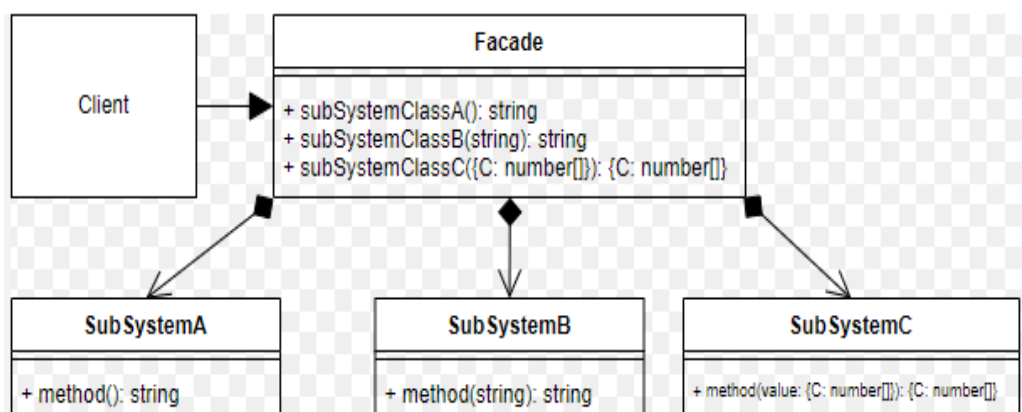 Client
Facade
+ subSystemClassA(): string
+ subSystemClassB(string): string
+ subSystemClassC({C: number[]}): {C: number[]}
SubSystemA
+ method(): string
SubSystemB
+ method(string): string
SubSystemC
+ method(value: {C: number[]}): {C: number[]}